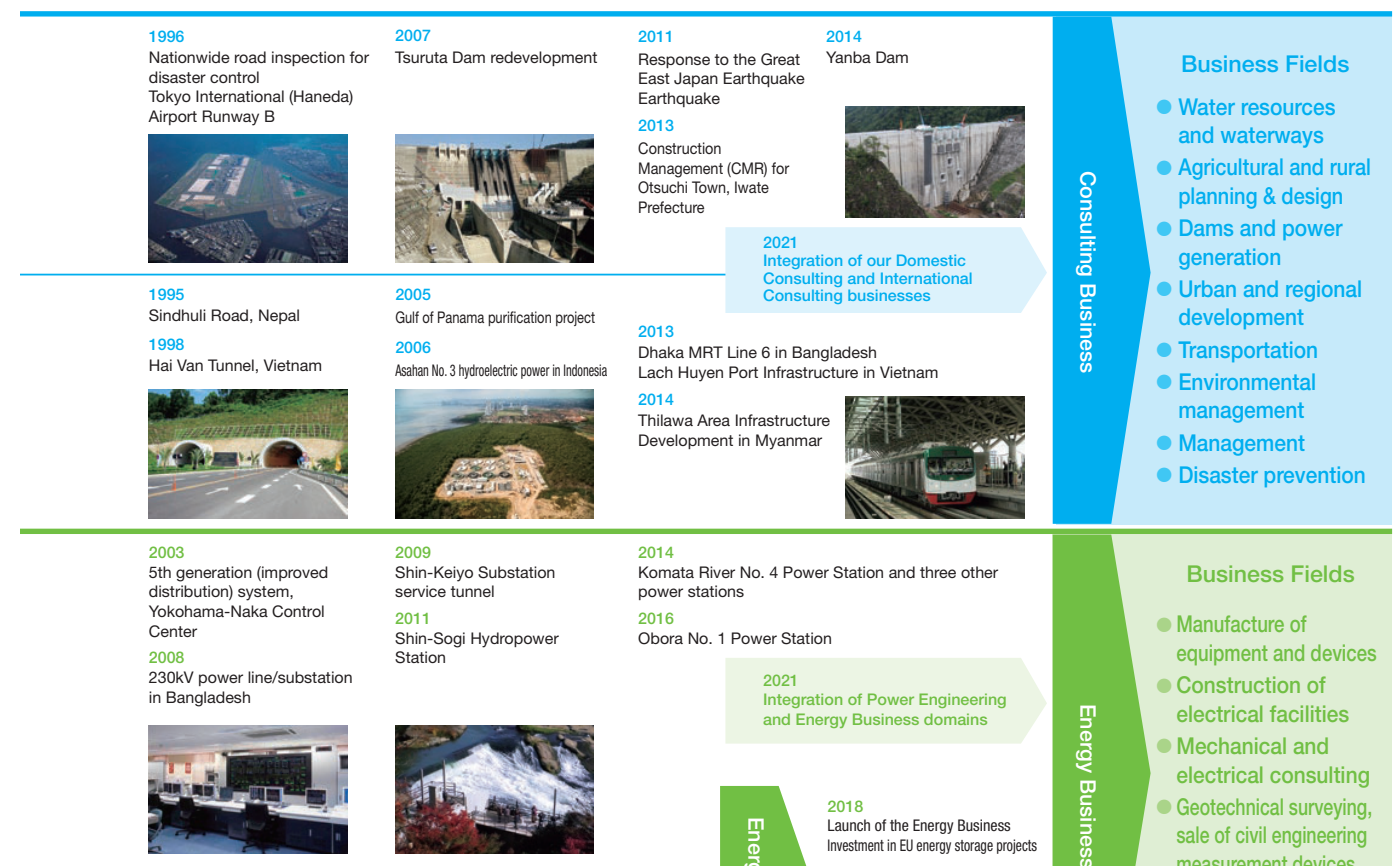 1996
Nationwide road inspection for
disaster control
Tokyo International (Haneda)
Airport Runway B
2007
Tsuruta Dam redevelopment
2011
Response to the Great
East Japan Earthquake
Earthquake
2013
Construction
Management (CMR) for
Otsuchi Town, Iwate
Prefecture
2014
Yanba Dam
2021
Integration of our Domestic
Consulting and International
Consulting businesses
1995
Sindhuli Road, Nepal
1998
Hai Van Tunnel, Vietnam
2005
Gulf of Panama purification project
2006
Asahan No. 3 hydroelectric power in Indonesia
2013
Dhaka MRT Line 6 in Bangladesh
Lach Huyen Port Infrastructure in Vietnam
2014
Thilawa Area Infrastructure
Development in Myanmar
Consulting Business
Business Fields
● Water resources
and waterways
● Agricultural and rural
planning & design
● Dams and power
generation
● Urban and regional
development
● Transportation
● Environmental
management
● Management
● Disaster prevention
2003
5th generation (improved
distribution) system,
Yokohama-Naka Control
Center
2008
230kV power line/substation
in Bangladesh
2009
Shin-Keiyo Substation
service tunnel
2011
Shin-Sogi Hydropower
Station
2014
Komata River No. 4 Power Station and three other
power stations
2016
Obora No. 1 Power Station
2021
Integration of Power Engineering
and Energy Business domains
Energ
2018
Launch of the Energy Business
Investment in EU energy storage projects
Energy Business
Business Fields
● Manufacture of
equipment and devices
● Construction of
electrical facilities
● Mechanical and
electrical consulting
● Geotechnical surveying,
sale of civil engineering
measurement devices